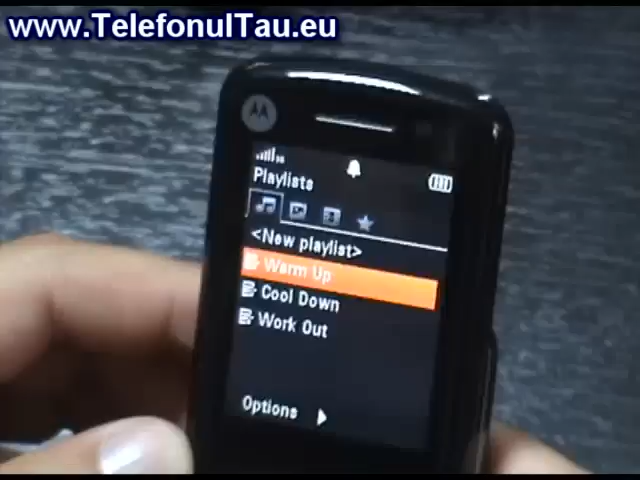 www.TelefonulTau.eu
Playlists
<New playlist>
Warm Up
Cool Down
Work Out
Options